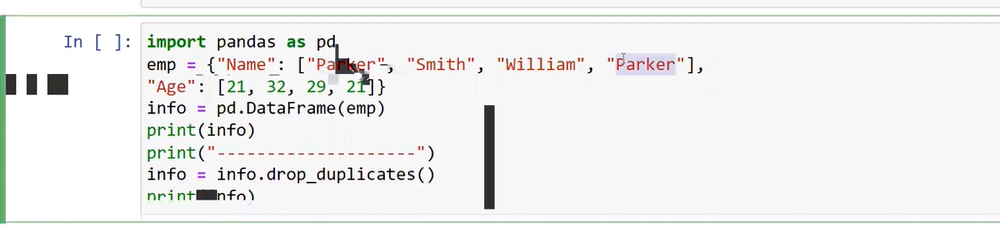 In [ ]:
import pandas as pd
emp = {"Name": ["Parker", "Smith", "William", "Parker"],
"Age": [21, 32, 29, 21]}
info = pd.DataFrame(emp)
print(info)
print("--------------------")
info = info.drop_duplicates()
print(info)